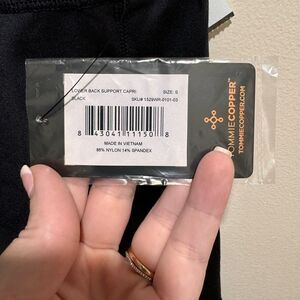 LOWER BACK SUPPORT CAPRI SIZE: S
BLACK SKU# 1529WR-0101-03
8 43041 11150 8
MADE IN VIETNAM
86% NYLON 14% SPANDEX
TOMMIECOPPER™
TOMMIECOPPER.COM